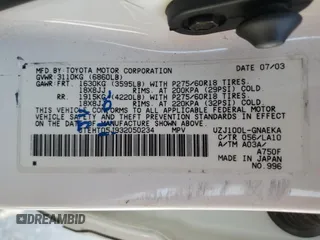 MFD BY TOYOTA MOTOR CORPORATION DATE 07/03
GVWR 3110KG (6860LB)
GAWR FRT 1630KG (3595LB) WITH P275/60R18 TIRES.
18X8JJ RIMS. AT 200KPA (29PSI) COLD.
RR 1915KG (4220LB) WITH P275/60R18 TIRES.
18X8JJ RIMS. AT 220KPA (32PSI) COLD.
THIS VEHICLE CONFORMS TO ALL APPLICABLE FEDERAL MOTOR
VEHICLE SAFETY AND THEFT PREVENTION STANDARDS IN
EFFECT ON THE DATE OF MANUFACTURE SHOWN ABOVE.
JTEHT05J932050234 MPV UZJ100L-GNAEKA
C/TR 056/LA10
A/TM A03A/
A750F
MADE IN JAPAN
NO.996
© DRIVEGOOD